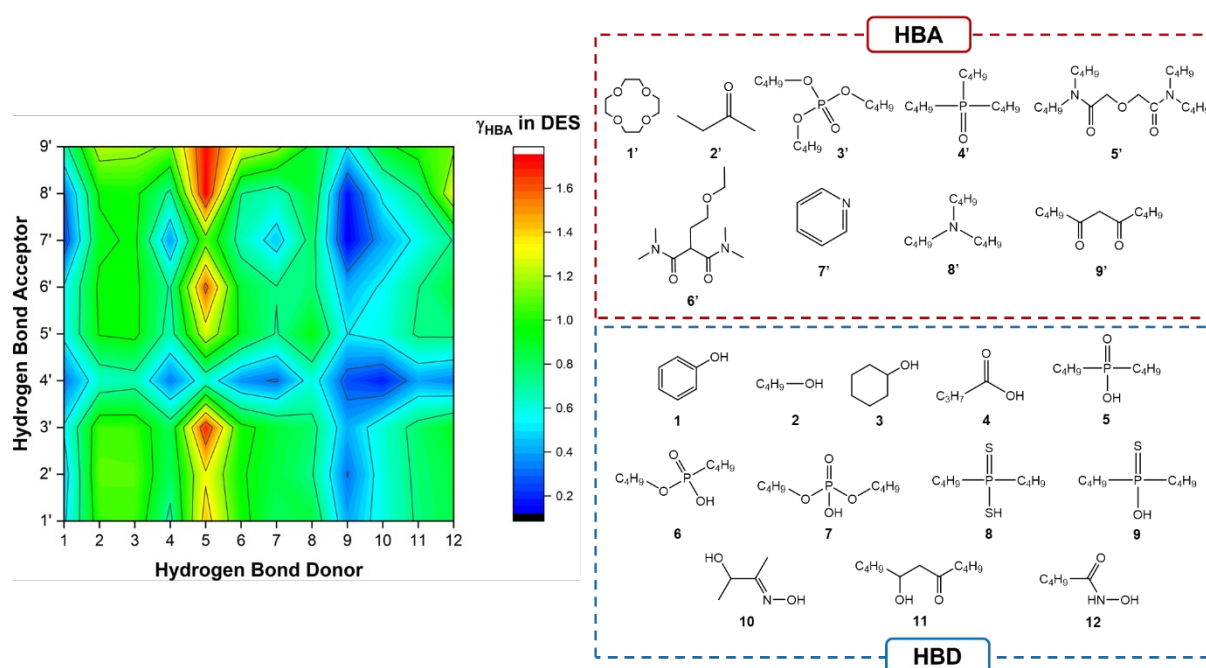 γHBA in DES
Hydrogen Bond Acceptor
9'
8'
7'
6'
5'
4'
3'
2'
1'
1 2 3 4 5 6 7 8 9 10 11 12
Hydrogen Bond Donor
1.6
1.4
1.2
1.0
0.8
0.6
0.4
0.2
HBA
O O O O
1'
O
2'
C4H9 O O P O C4H9 O C4H9
3'
C4H9 C4H9 P C4H9 O
4'
C4H9 N C4H9 O O O C4H9 N C4H9
5'
O N O O N
6'
N
7'
C4H9 N C4H9 C4H9
8'
C4H9 O O C4H9
9'
OH
1
C4H9 OH
2
OH
3
O C3H7 OH
4
O C4H9 P C4H9 OH
5
O C4H9 O P C4H9 OH
6
O C4H9 O P O C4H9 OH
7
S C4H9 P C4H9 SH
8
S C4H9 P C4H9 OH
9
HO N OH
10
C4H9 OH O C4H9
11
O C4H9 HN OH
12
HBD